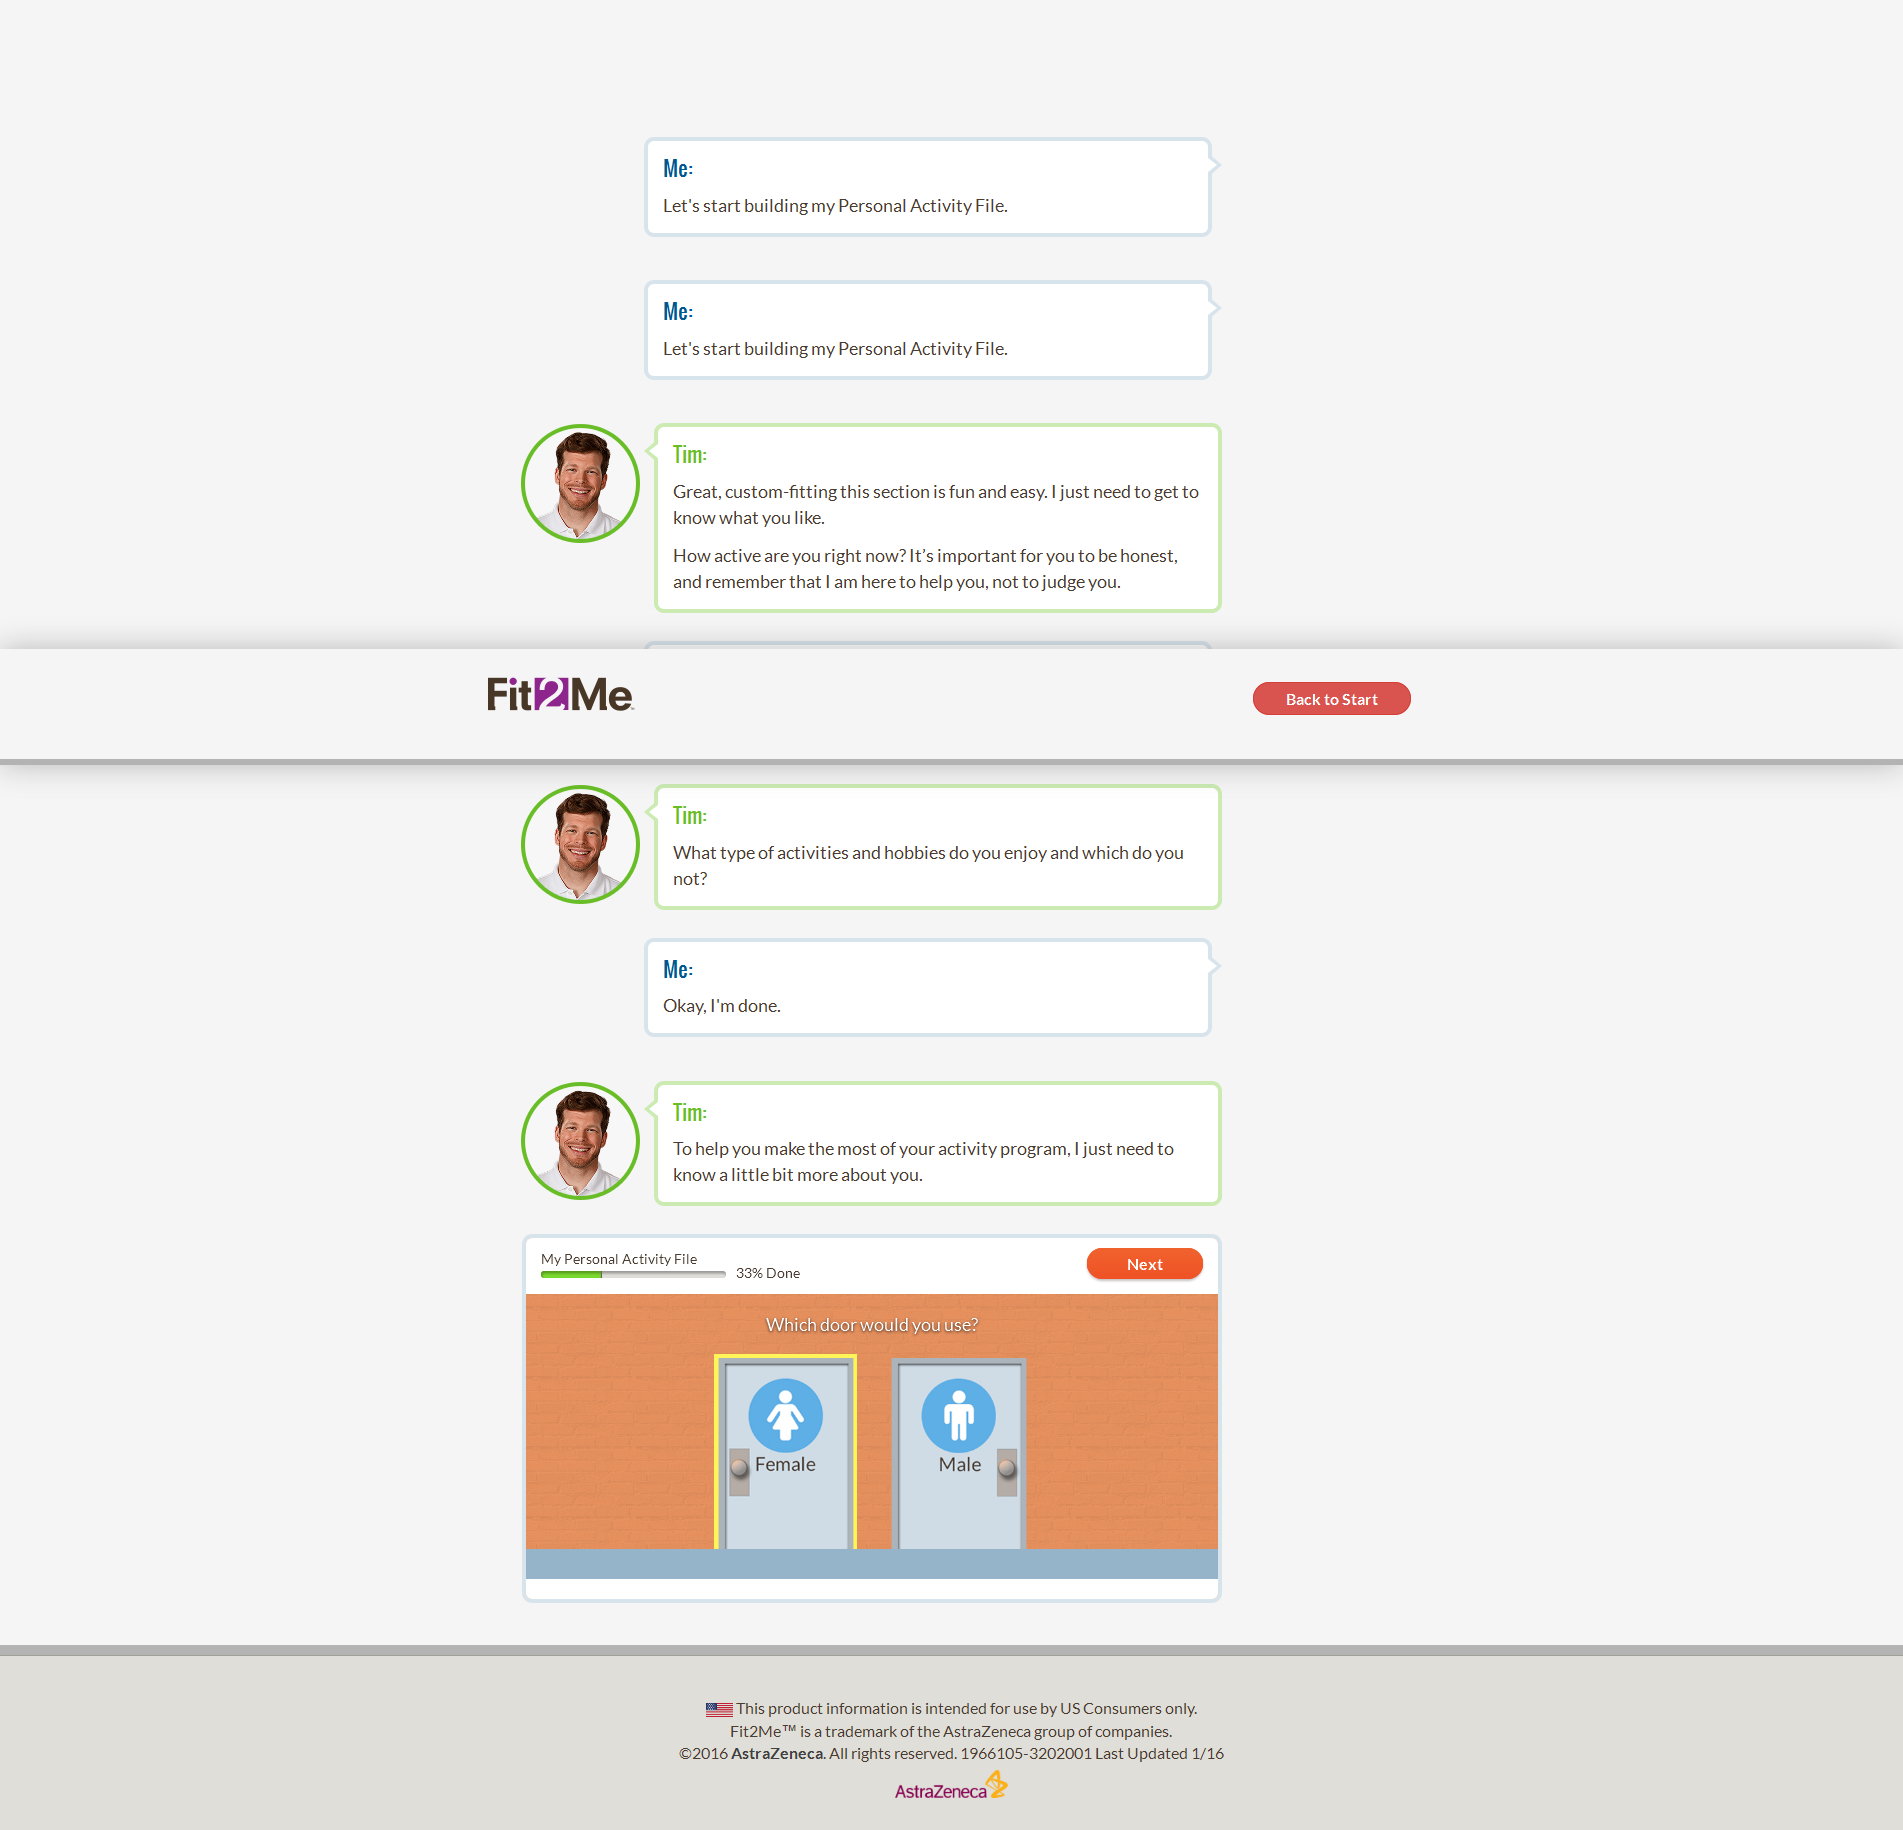 Me:
Let's start building my Personal Activity File.
Me:
Let's start building my Personal Activity File.
Tim:
Great, custom-fitting this section is fun and easy. I just need to get to
know what you like.
How active are you right now? It’s important for you to be honest,
and remember that I am here to help you, not to judge you.
Fit2Me™
Back to Start
Tim:
What type of activities and hobbies do you enjoy and which do you
not?
Me:
Okay, I'm done.
Tim:
To help you make the most of your activity program, I just need to
know a little bit more about you.
My Personal Activity File
33% Done
Next
Which door would you use?
Female
Male
This product information is intended for use by US Consumers only.
Fit2Me™ is a trademark of the AstraZeneca group of companies.
©2016 AstraZeneca. All rights reserved. 1966105-3202001 Last Updated 1/16
AstraZeneca